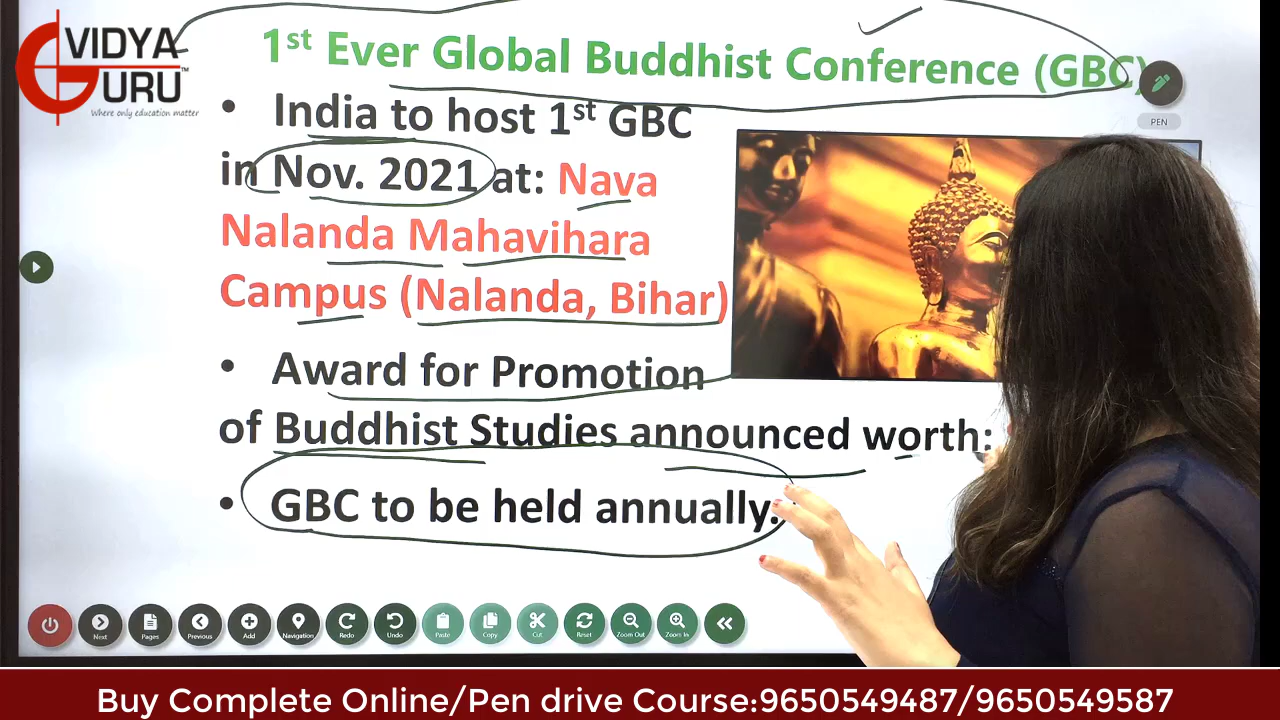 VIDYA
GURU™
Where only education matter
1st Ever Global Buddhist Conference (GBC)
PEN
• India to host 1st GBC
in Nov. 2021 at: Nava
Nalanda Mahavihara
Campus (Nalanda, Bihar)
• Award for Promotion
of Buddhist Studies announced worth:
• GBC to be held annually.
Next
Pages
Previous
Add
Navigation
Redo
Undo
Paste
Copy
Cut
Reset
Zoom Out
Zoom In
Buy Complete Online/Pen drive Course:9650549487/9650549587